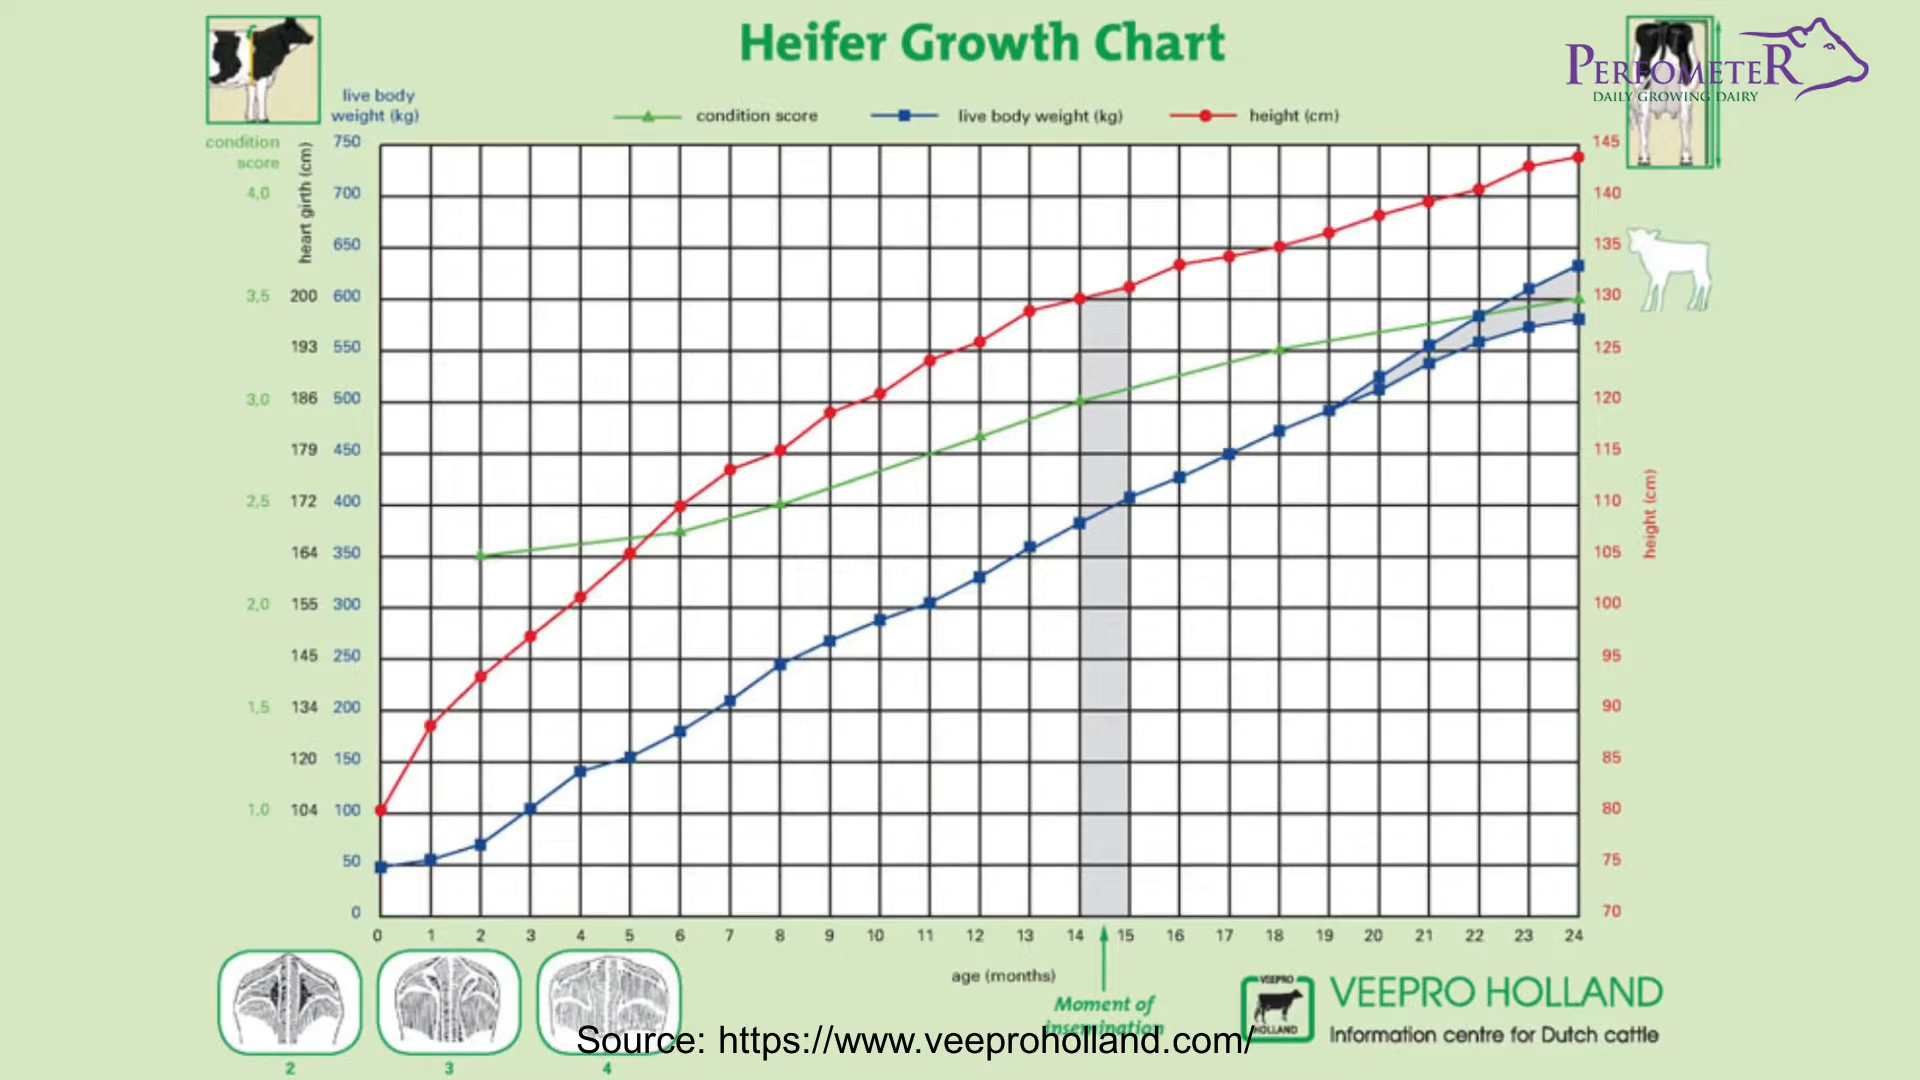 Heifer Growth Chart
PERFOMETER
DAILY GROWING DAIRY
live body
weight (kg)
condition score
live body weight (kg)
height (cm)
condition
score
heart girth (cm)
750
145
4,0
700
140
650
135
3,5
200
600
130
193
550
125
3,0
186
500
120
179
450
115
2,5
172
400
110
height (cm)
164
350
105
2,0
155
300
100
145
250
95
1,5
134
200
90
120
150
85
1,0
104
100
80
50
75
0
70
0 1 2 3 4 5 6 7 8 9 10 11 12 13 14 15 16 17 18 19 20 21 22 23 24
age (months)
Moment of
insemination
VEEPRO
HOLLAND
VEEPRO HOLLAND
Information centre for Dutch cattle
Source: https://www.veeproholland.com/
2
3
4